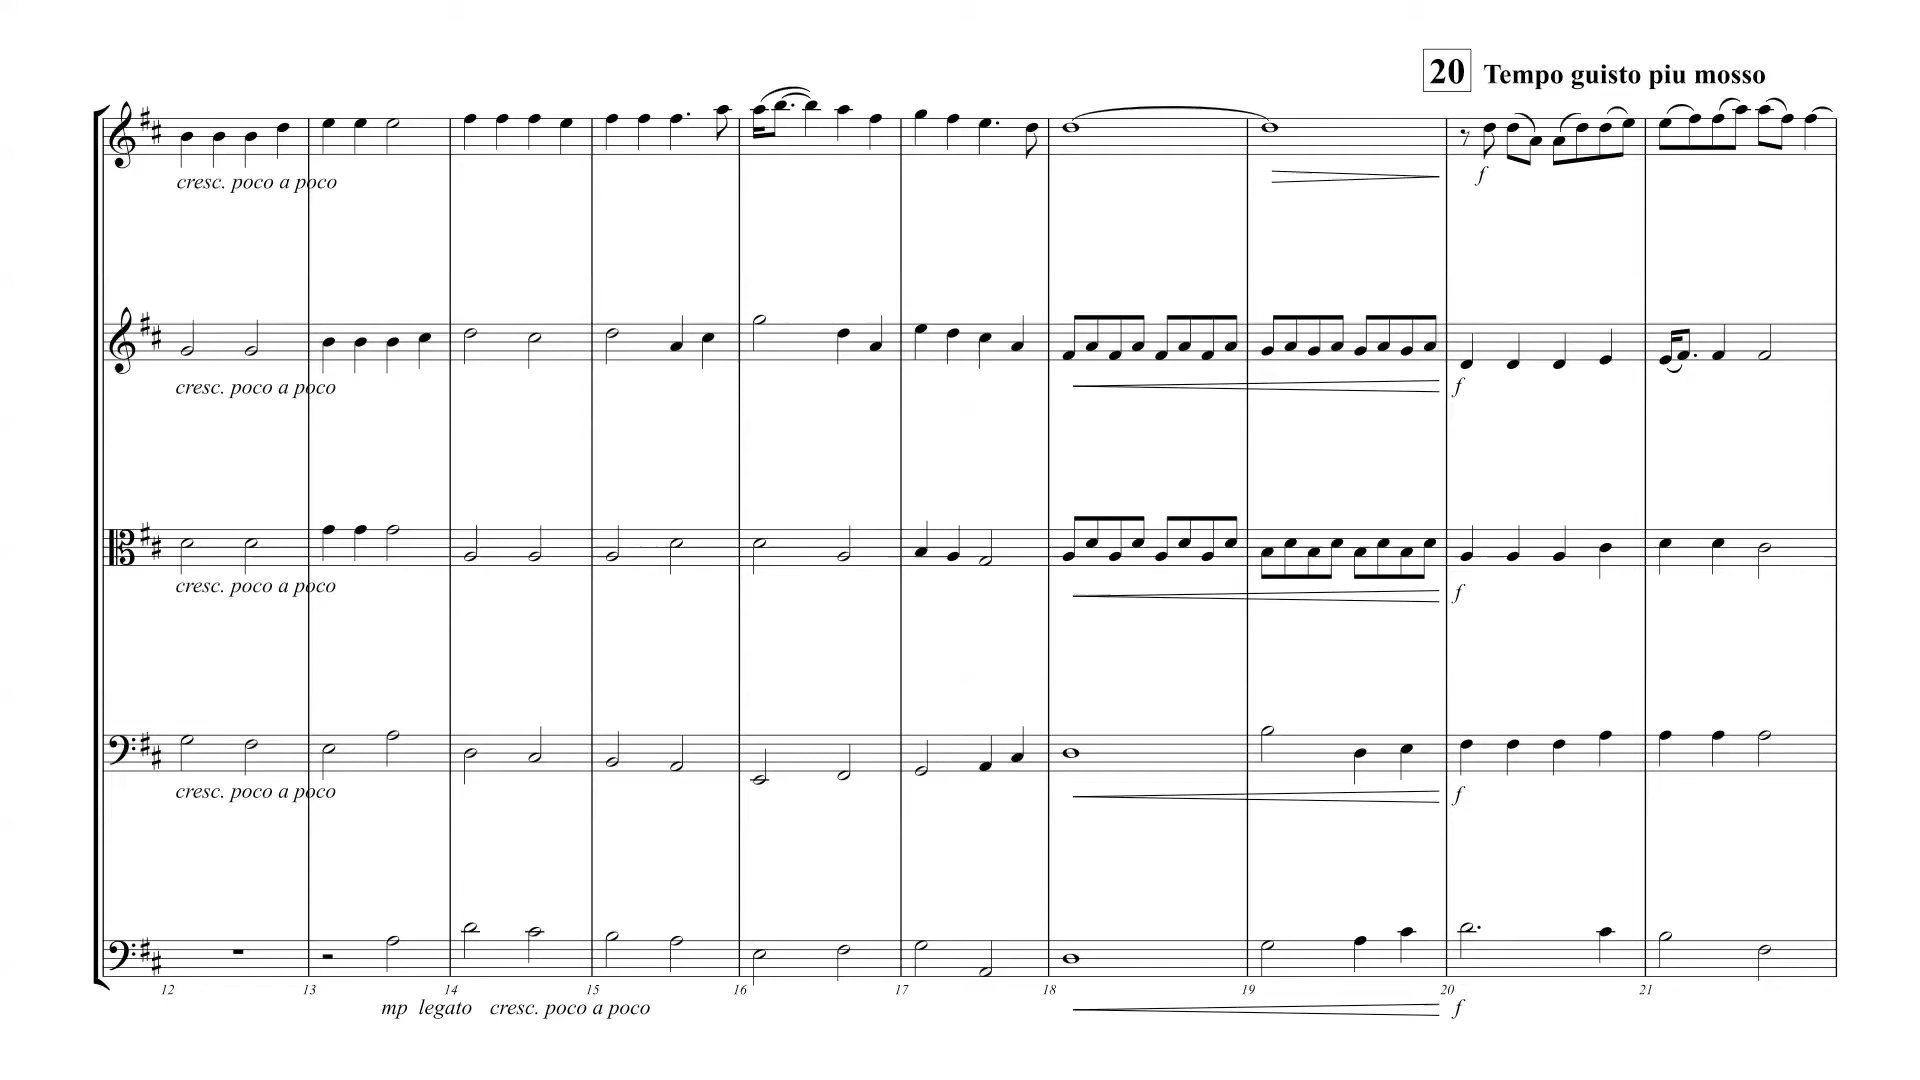 20 Tempo guisto piu mosso
cresc. poco a poco
f
cresc. poco a poco
f
cresc. poco a poco
f
cresc. poco a poco
f
12 13 14 15 16 17 18 19 20 21
mp legato cresc. poco a poco f